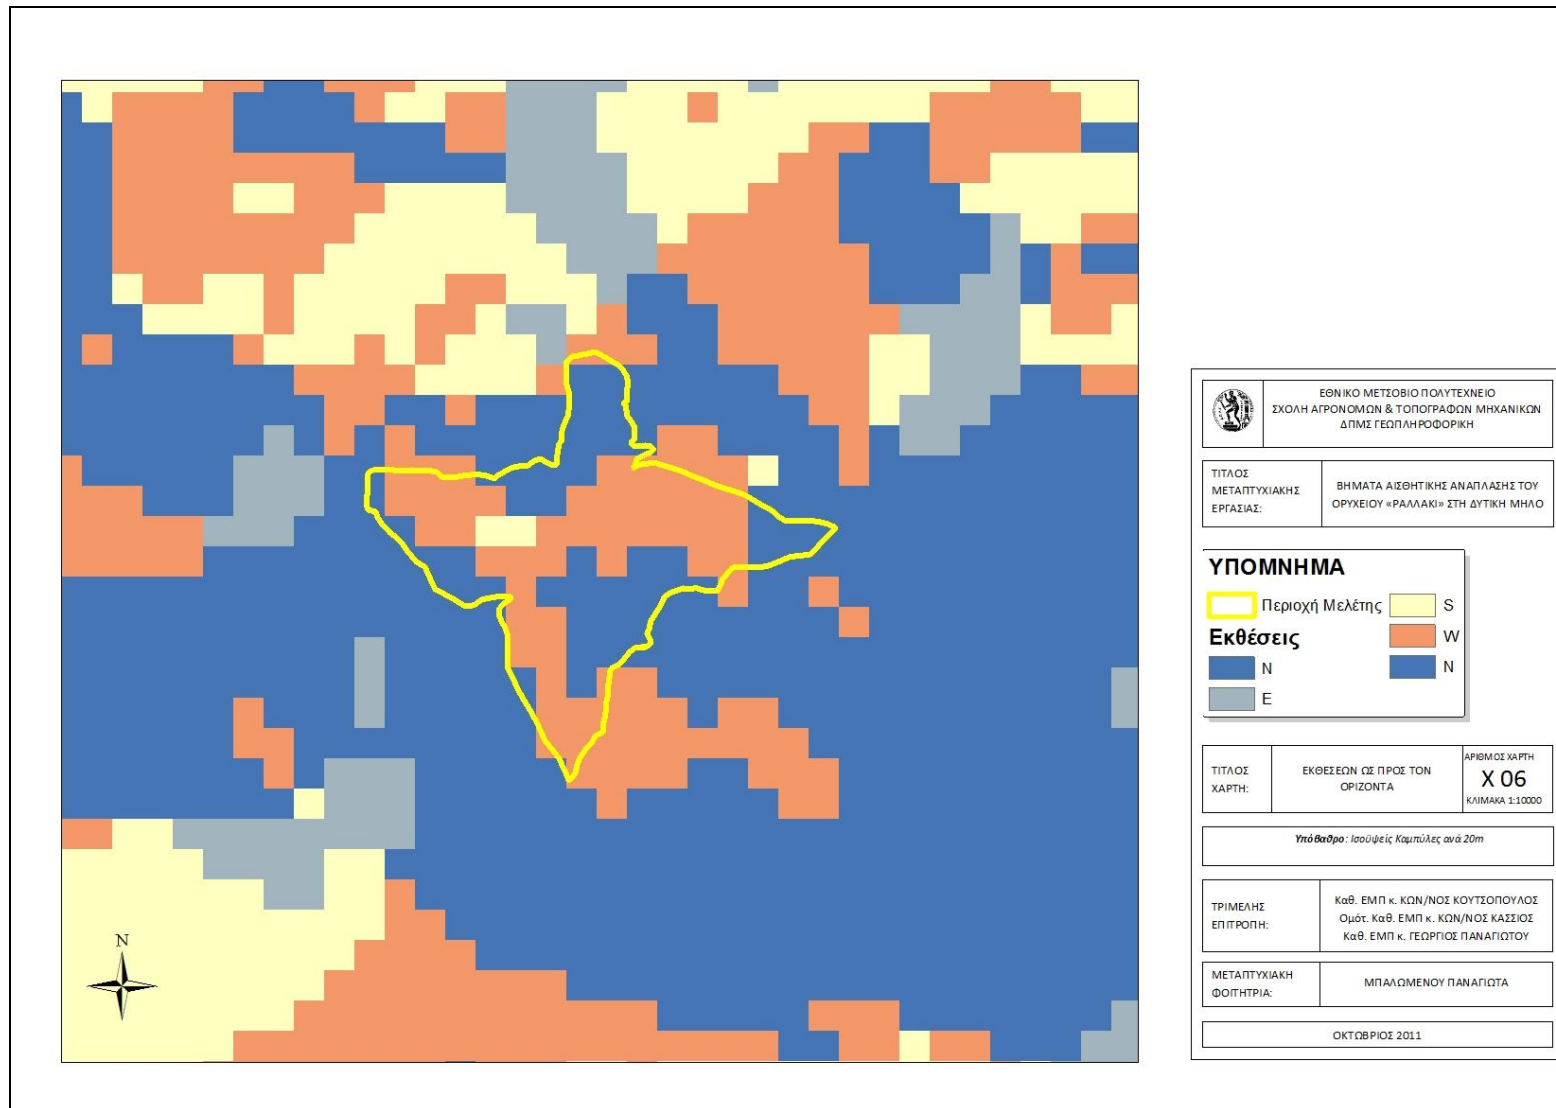 N
ΕΘΝΙΚΟ ΜΕΤΣΟΒΙΟ ΠΟΛΥΤΕΧΝΕΙΟ
ΣΧΟΛΗ ΑΓΡΟΝΟΜΩΝ & ΤΟΠΟΓΡΑΦΩΝ ΜΗΧΑΝΙΚΩΝ
ΔΠΜΣ ΓΕΩΠΛΗΡΟΦΟΡΙΚΗ
ΤΙΤΛΟΣ
ΜΕΤΑΠΤΥΧΙΑΚΗΣ
ΕΡΓΑΣΙΑΣ:
ΒΗΜΑΤΑ ΑΙΣΘΗΤΙΚΗΣ ΑΝΑΠΛΑΣΗΣ ΤΟΥ
ΟΡΥΧΕΙΟΥ «ΡΑΛΛΑΚΙ» ΣΤΗ ΔΥΤΙΚΗ ΜΗΛΟ
ΥΠΟΜΝΗΜΑ
Περιοχή Μελέτης
Εκθέσεις
N
E
S
W
N
ΤΙΤΛΟΣ
ΧΑΡΤΗ:
ΕΚΘΕΣΕΩΝ ΩΣ ΠΡΟΣ ΤΟΝ
ΟΡΙΖΟΝΤΑ
ΑΡΙΘΜΟΣ ΧΑΡΤΗ
X 06
ΚΛΙΜΑΚΑ 1:10000
Υπόβαθρο: Ισοϋψείς Καμπύλες ανά 20m
ΤΡΙΜΕΛΗΣ
ΕΠΙΤΡΟΠΗ:
Καθ. ΕΜΠ κ. ΚΩΝ/ΝΟΣ ΚΟΥΤΣΟΠΟΥΛΟΣ
Ομότ. Καθ. ΕΜΠ κ. ΚΩΝ/ΝΟΣ ΚΑΣΣΙΟΣ
Καθ. ΕΜΠ κ. ΓΕΩΡΓΙΟΣ ΠΑΝΑΓΙΩΤΟΥ
ΜΕΤΑΠΤΥΧΙΑΚΗ
ΦΟΙΤΗΤΡΙΑ:
ΜΠΑΛΩΜΕΝΟΥ ΠΑΝΑΓΙΩΤΑ
ΟΚΤΩΒΡΙΟΣ 2011